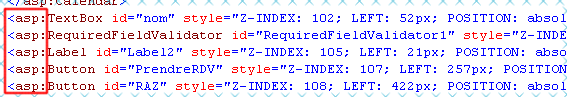 </asp:Calendar>
<asp:TextBox id="nom" style="Z-INDEX: 102; LEFT: 52px; POSITION: absol
<asp:RequiredFieldValidator id="RequiredFieldValidator1" style="Z-INDE
<asp:Label id="Label2" style="Z-INDEX: 105; LEFT: 21px; POSITION: abso
<asp:Button id="PrendreRDV" style="Z-INDEX: 107; LEFT: 257px; POSITION
<asp:Button id="RAZ" style="Z-INDEX: 108; LEFT: 422px; POSITION: absol